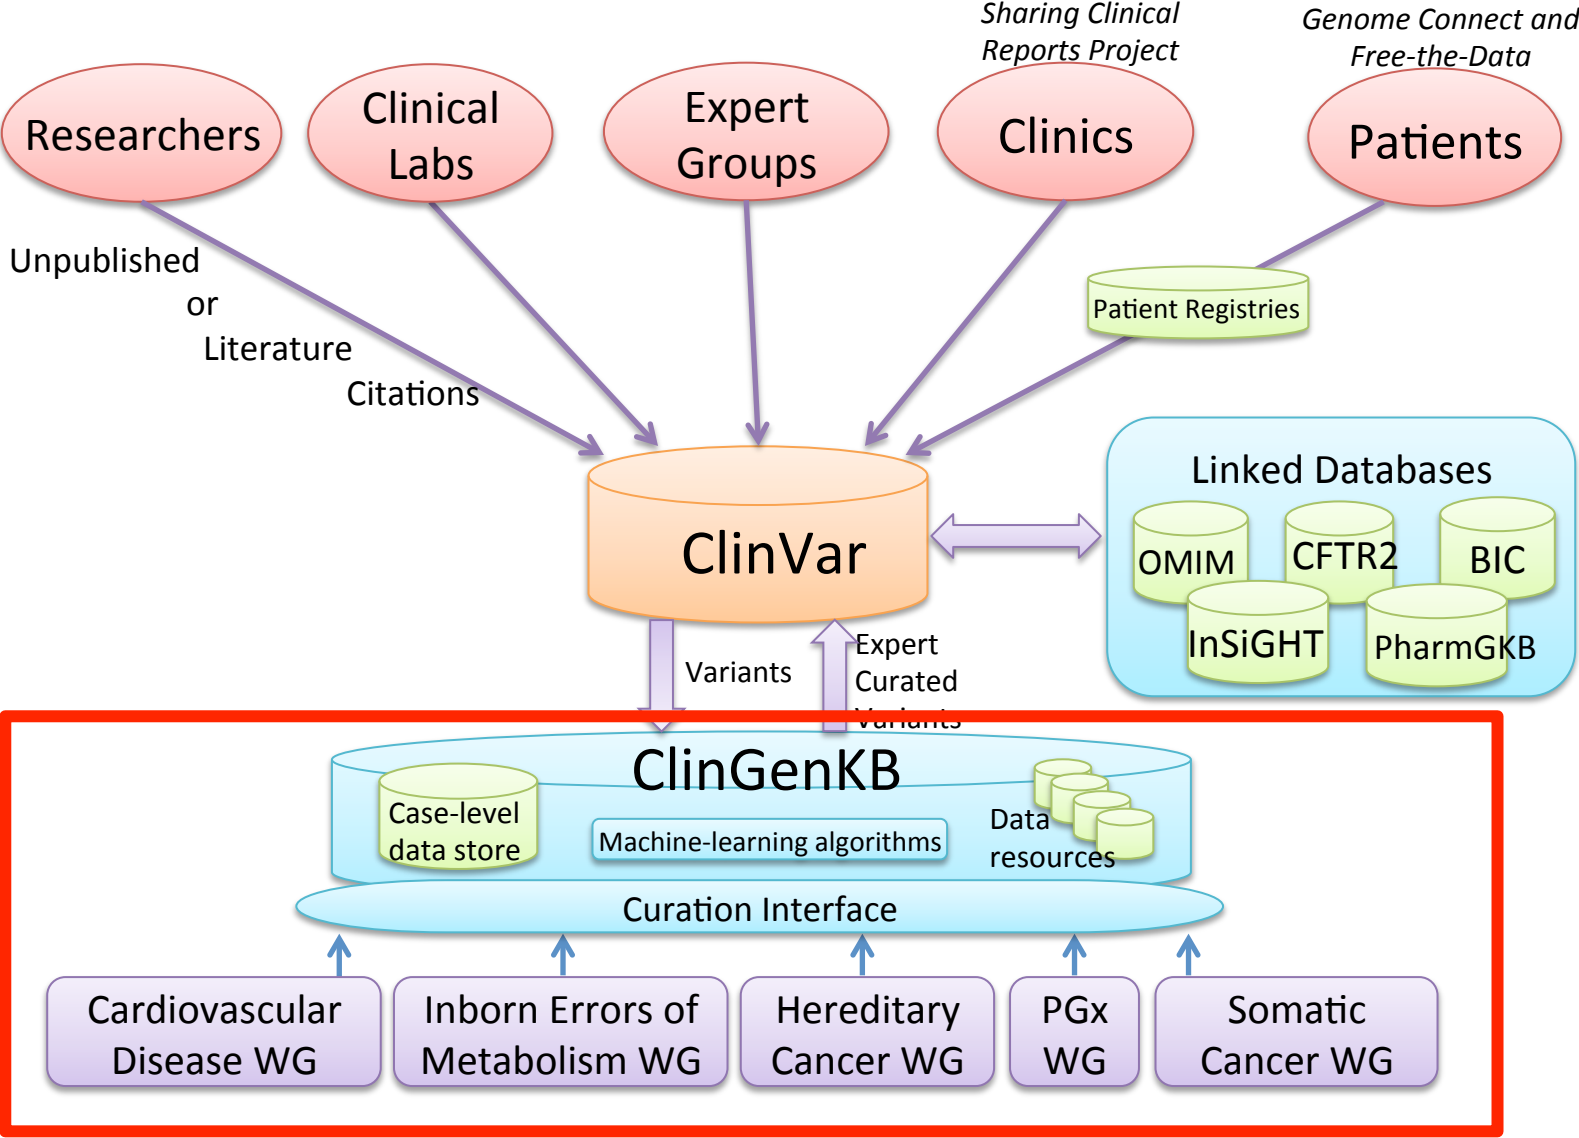 Sharing Clinical
Reports Project
Genome Connect and
Free-the-Data
Researchers
Clinical
Labs
Expert
Groups
Clinics
Patients
Unpublished
or
Literature
Citations
Patient Registries
ClinVar
Linked Databases
OMIM
CFTR2
BIC
InSiGHT
PharmGKB
Variants
Expert
Curated
Variants
ClinGenKB
Case-level
data store
Machine-learning algorithms
Data
resources
Curation Interface
Cardiovascular
Disease WG
Inborn Errors of
Metabolism WG
Hereditary
Cancer WG
PGx
WG
Somatic
Cancer WG